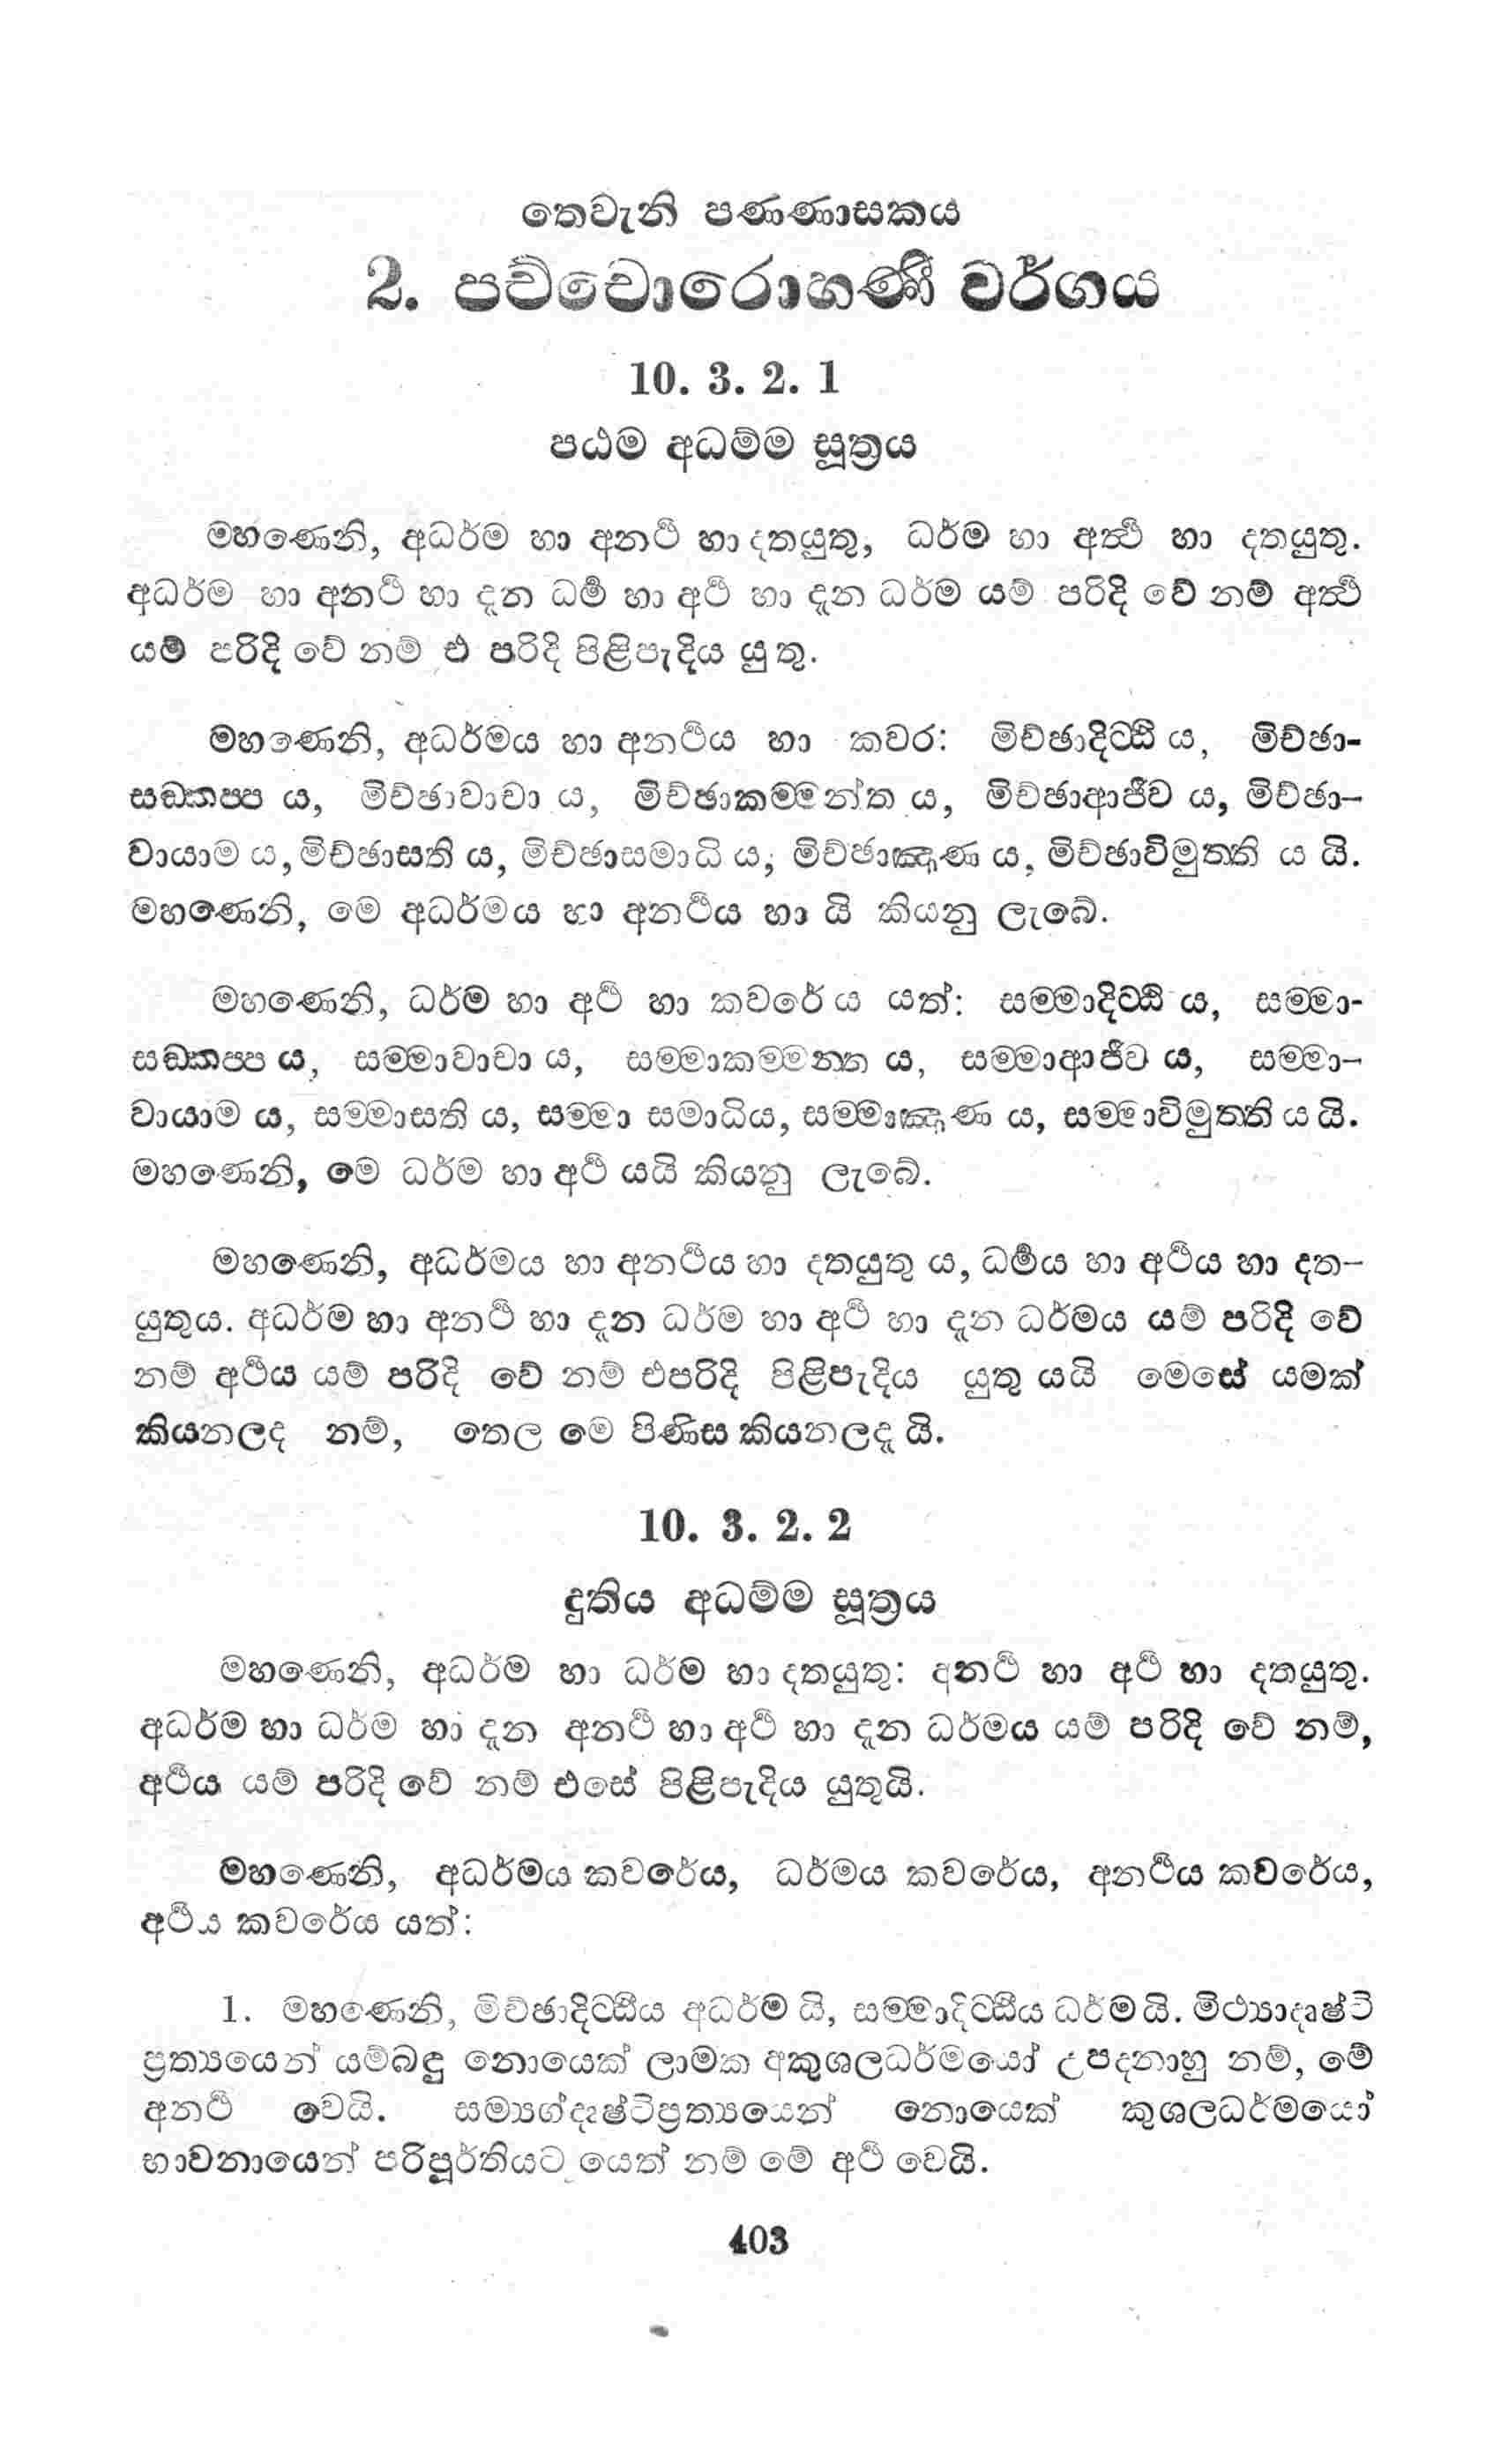 තෙවැනි පණ්ණාසකය
2. පච්චොරොහණී වර්ගය
10. 3. 2. 1
පඨම අධම්ම සූත්‍රය
මහණෙනි, අධර්ම හා අනර්ථ හා දතයුතු, ධර්ම හා අර්ත්‍ථ හා දතයුතු.
අධර්ම හා අනර්ථ හා දැන ධර්ම හා අර්ථ හා දැන ධර්ම යම් පරිදි වේ නම් අර්ත්‍ථ
යම් පරිදි වේ නම් එ පරිදි පිළිපැදිය යුතු.
මහණෙනි, අධර්මය හා අනර්ථය හා කවර: මිච්ඡාදිට්ඨි ය, මිච්ඡා-
සඞ්කප්ප ය, මිච්ඡාවාචා ය, මිච්ඡාකම්මන්ත ය, මිච්ඡාආජීව ය, මිච්ඡා-
වායාම ය, මිච්ඡාසති ය, මිච්ඡාසමාධි ය, මිච්ඡාඤාණ ය, මිච්ඡාවිමුත්ති ය යි.
මහණෙනි, මෙ අධර්මය හා අනර්ථය හා යි කියනු ලැබේ.
මහණෙනි, ධර්ම හා අර්ථ හා කවරේ ය යත්: සම්මාදිට්ඨි ය, සම්මා-
සඞ්කප්ප ය, සම්මාවාචා ය, සම්මාකම්මන්ත ය, සම්මාආජීව ය, සම්මා-
වායාම ය, සම්මාසති ය, සම්මා සමාධිය, සම්මාඤාණ ය, සම්මාවිමුත්ති ය යි.
මහණෙනි, මෙ ධර්ම හා අර්ථ යයි කියනු ලැබේ.
මහණෙනි, අධර්මය හා අනර්ථය හා දතයුතු ය, ධර්මය හා අර්ථය හා දත-
යුතුය. අධර්ම හා අනර්ථ හා දැන ධර්ම හා අර්ථ හා දැන ධර්මය යම් පරිදි වේ
නම් අර්ථය යම් පරිදි වේ නම් එපරිදි පිළිපැදිය යුතු යයි මෙසේ යමක්
කියනලද නම්, තෙල මෙ පිණිස කියනලදැ යි.
10. 3. 2. 2
දුතිය අධම්ම සූත්‍රය
මහණෙනි, අධර්ම හා ධර්ම හා දතයුතු: අනර්ථ හා අර්ථ හා දතයුතු.
අධර්ම හා ධර්ම හා දැන අනර්ථ හා අර්ථ හා දැන ධර්මය යම් පරිදි වේ නම්,
අර්ථය යම් පරිදි වේ නම් එසේ පිළිපැදිය යුතුයි.
මහණෙනි, අධර්මය කවරේය, ධර්මය කවරේය, අනර්ථය කවරේය,
අර්ථය කවරේය යත්:
1. මහණෙනි, මිච්ඡාදිට්ඨිය අධර්ම යි, සම්මාදිට්ඨිය ධර්මයි. මිථ්‍යාදෘෂ්ටි
ප්‍රත්‍යයෙන් යම්බඳු නොයෙක් ලාමක අකුශලධර්මයෝ උපදනාහු නම්, මේ
අනර්ථ වෙයි. සම්‍යග්දෘෂ්ටිප්‍රත්‍යයෙන් නොයෙක් කුශලධර්මයෝ
භාවනායෙන් පරිපූර්තියට යෙත් නම් මේ අර්ථ වෙයි.
403